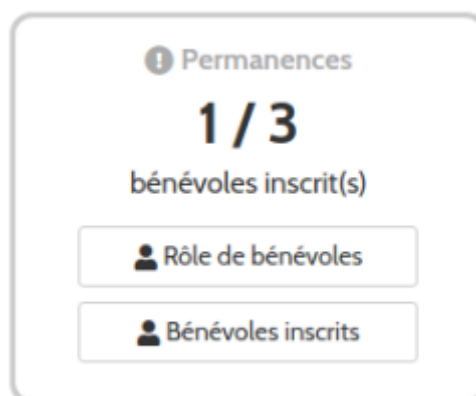 Permanences
1 / 3
bénévoles inscrit(s)
Rôle de bénévoles
Bénévoles inscrits